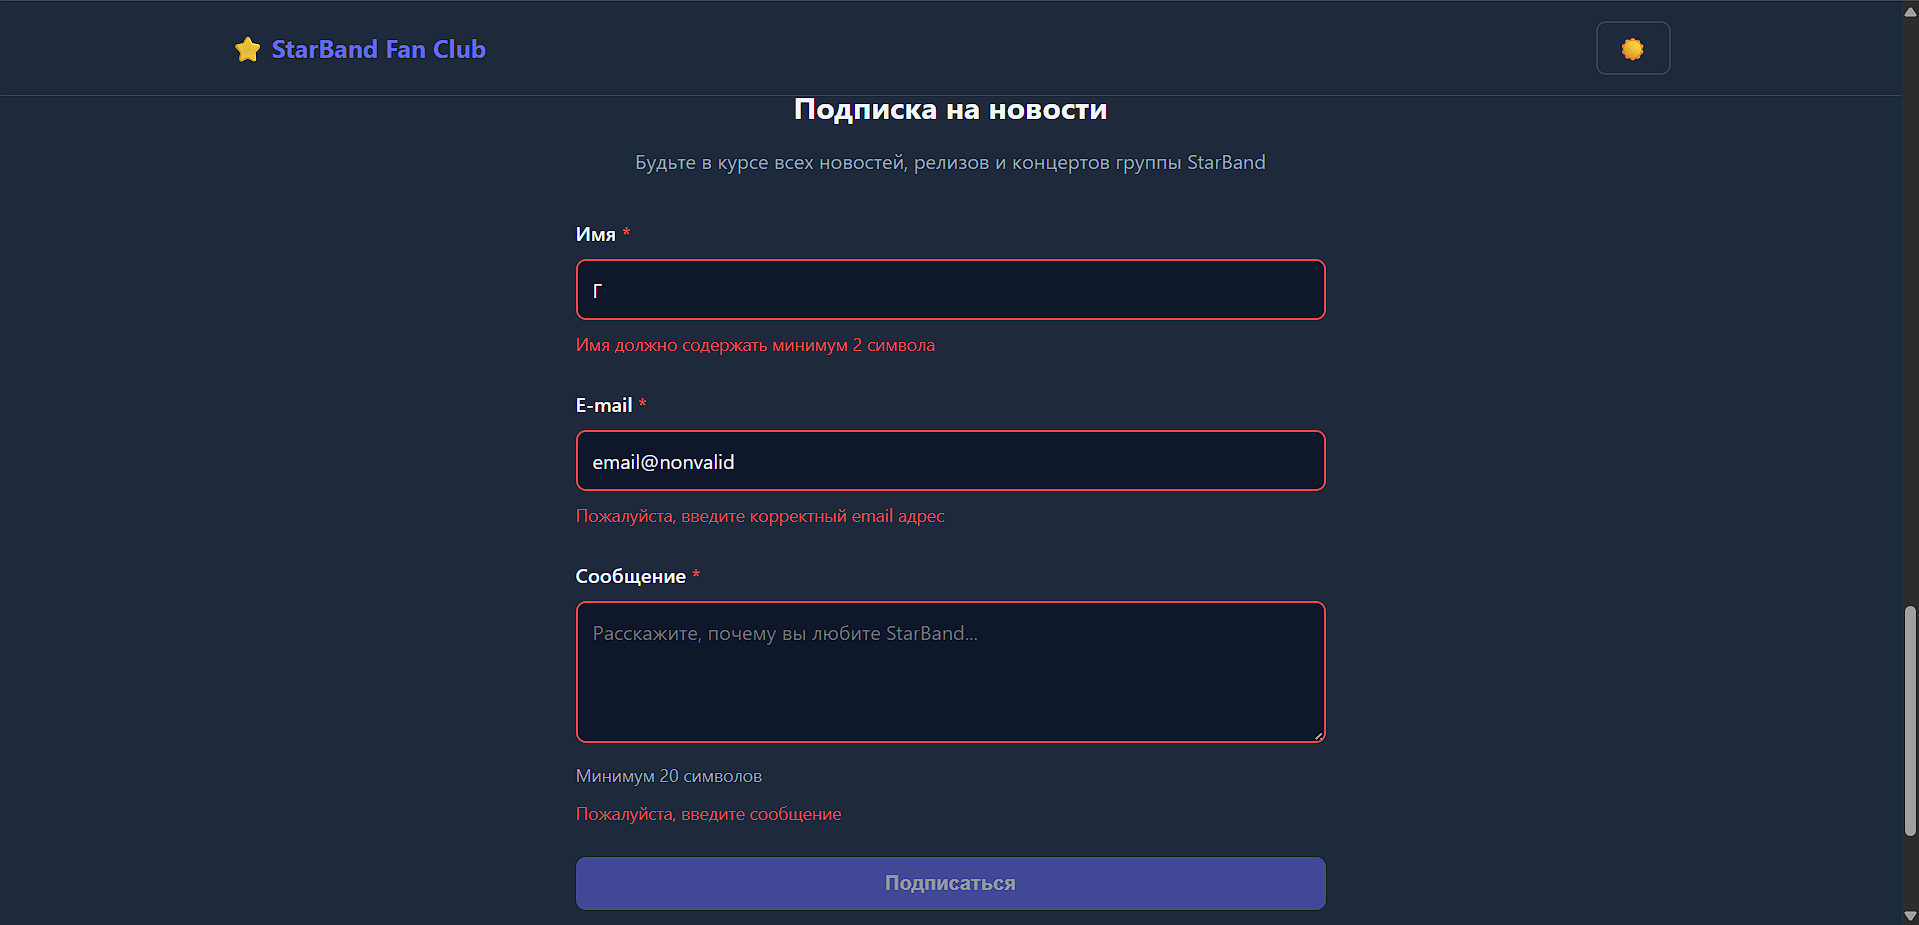 StarBand Fan Club
Подписка на новости
Будьте в курсе всех новостей, релизов и концертов группы StarBand
Имя *
Г
Имя должно содержать минимум 2 символа
E-mail *
email@nonvalid
Пожалуйста, введите корректный email адрес
Сообщение *
Расскажите, почему вы любите StarBand...
Минимум 20 символов
Пожалуйста, введите сообщение
Подписаться